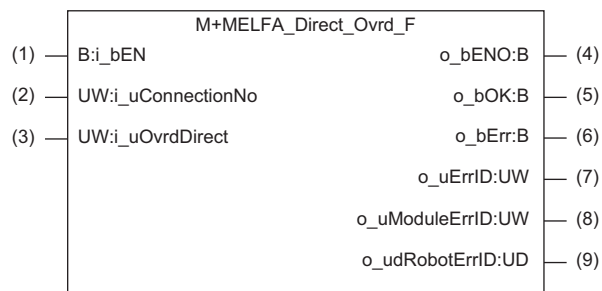 M+MELFA_Direct_Ovrd_F
(1) B:i_bEN o_bENO:B (4)
(2) UW:i_uConnectionNo o_bOK:B (5)
(3) UW:i_uOvrdDirect o_bErr:B (6)
o_uErrID:UW (7)
o_uModuleErrID:UW (8)
o_udRobotErrID:UD (9)